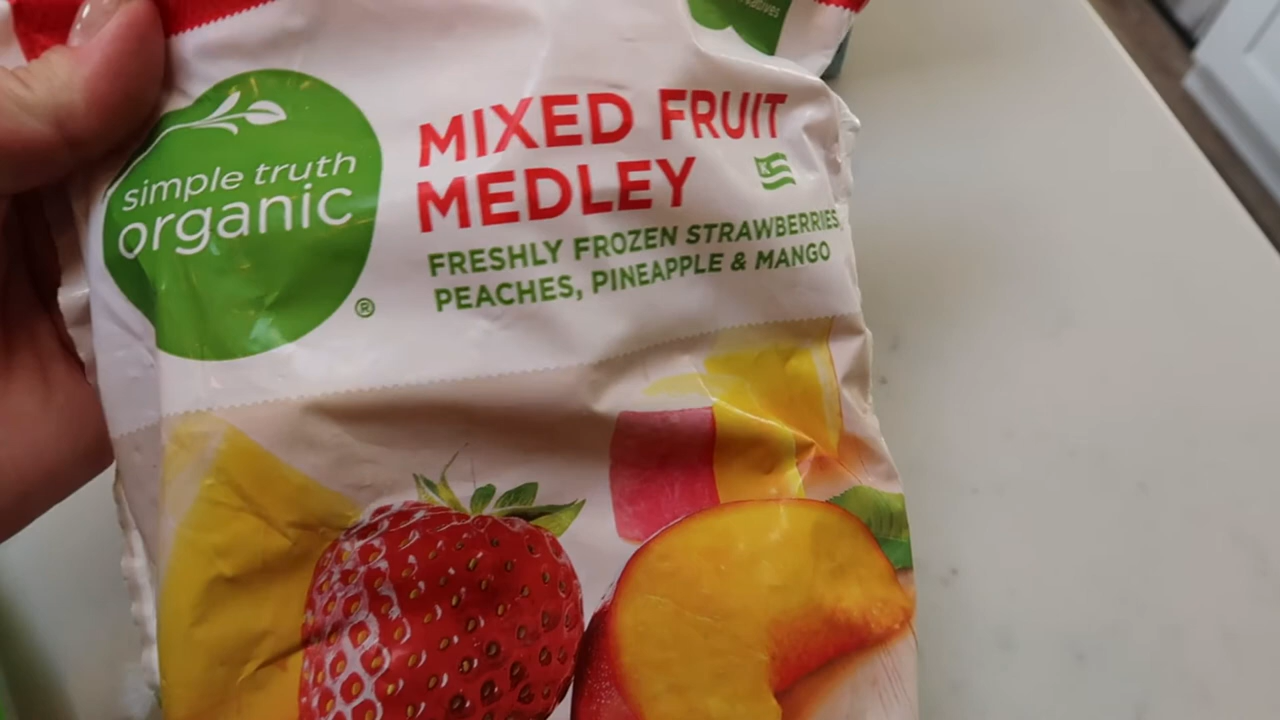 simple truth
organic
®
MIXED FRUIT
MEDLEY
FRESHLY FROZEN STRAWBERRIES,
PEACHES, PINEAPPLE & MANGO